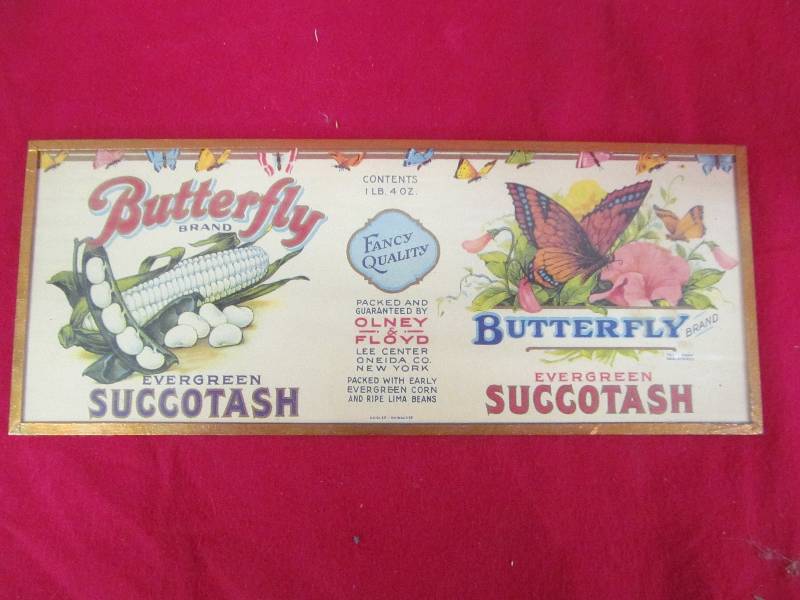 Butterfly
BRAND
EVERGREEN
SUCCOTASH
CONTENTS
1 LB. 4 OZ.
FANCY
QUALITY
PACKED AND
GUARANTEED BY
OLNEY
&
FLOYD
LEE CENTER
ONEIDA CO.
NEW YORK
PACKED WITH EARLY
EVERGREEN CORN
AND RIPE LIMA BEANS
BUTTERFLY
BRAND
EVERGREEN
SUCCOTASH